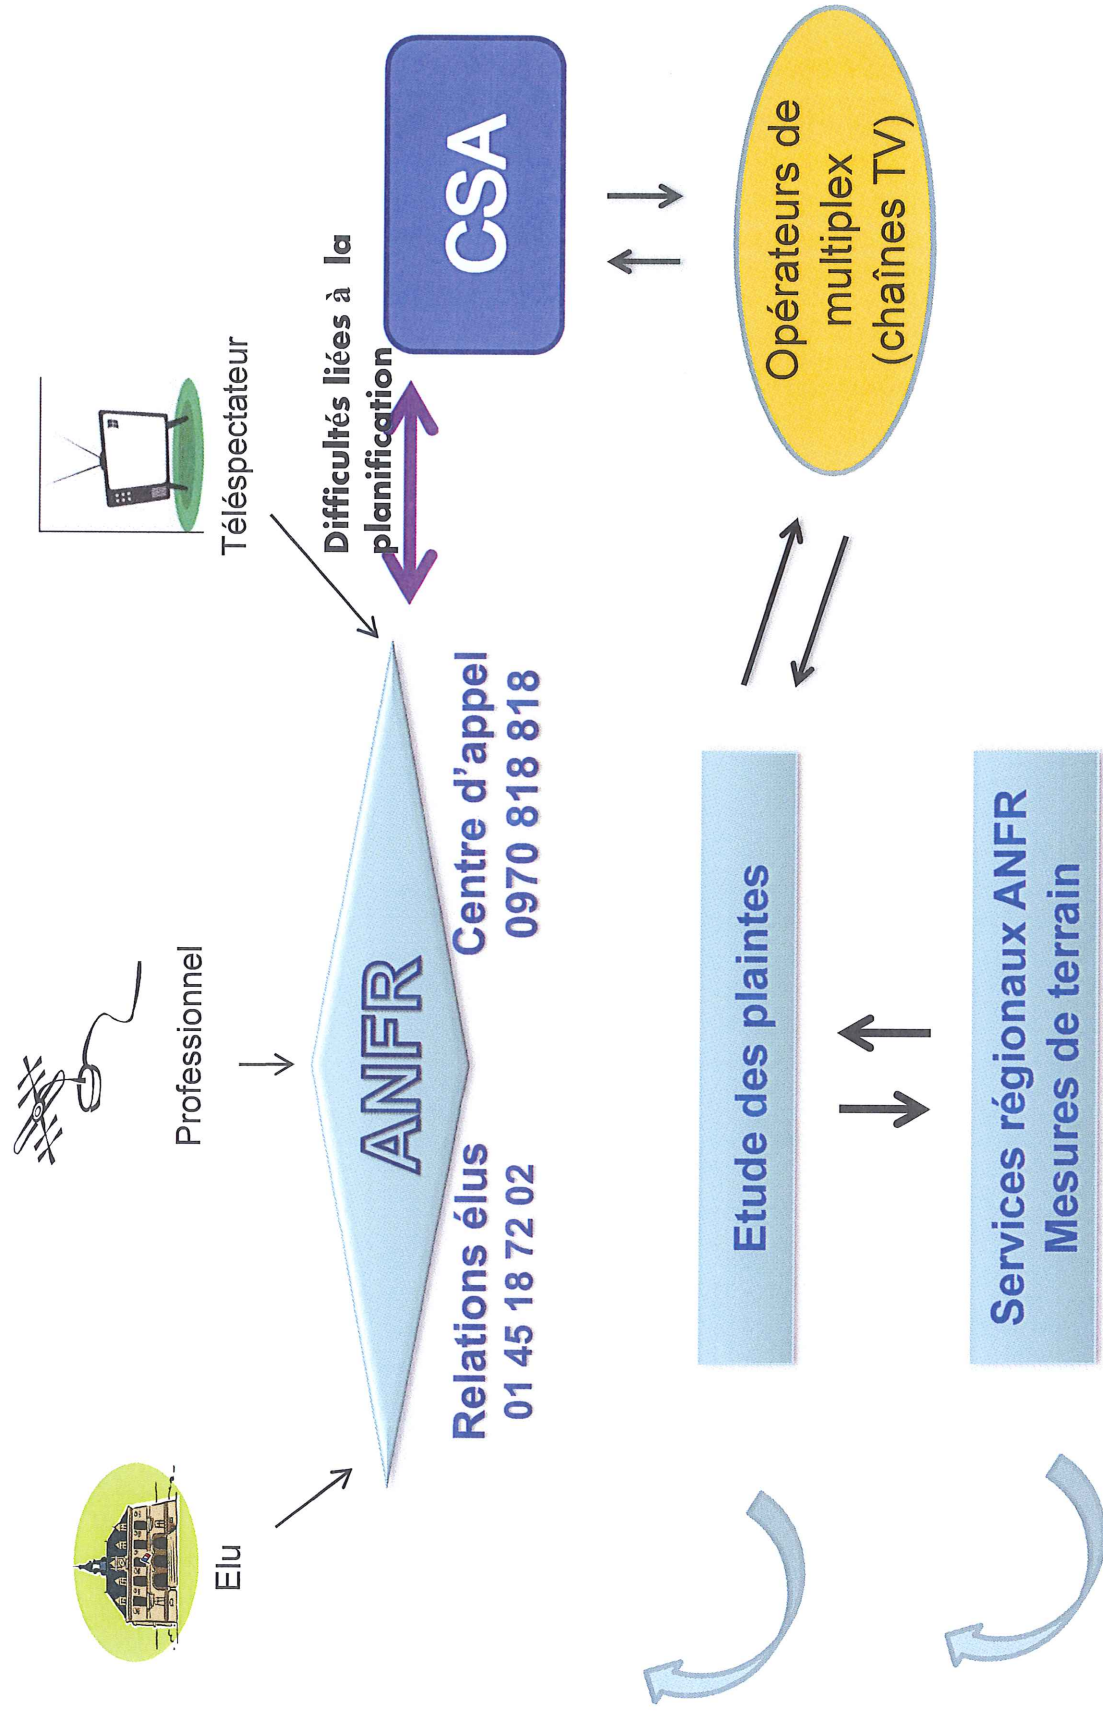 Elu
Professionnel
Téléspectateur
ANFR
Relations élus
01 45 18 72 02
Centre d'appel
0970 818 818
Difficultés liées à la
planification
CSA
Etude des plaintes
Opérateurs de
multiplex
(chaînes TV)
Services régionaux ANFR
Mesures de terrain